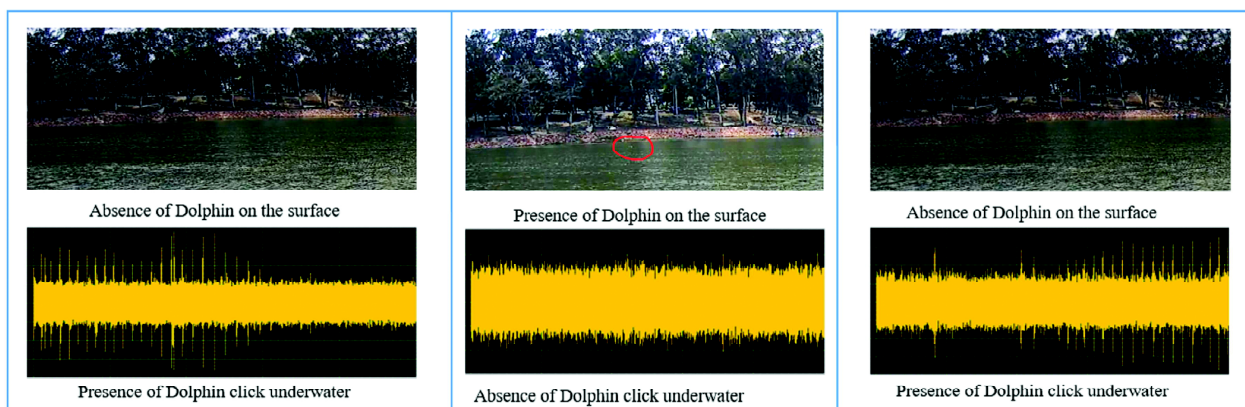 Absence of Dolphin on the surface
Presence of Dolphin click underwater
Presence of Dolphin on the surface
Absence of Dolphin click underwater
Absence of Dolphin on the surface
Presence of Dolphin click underwater